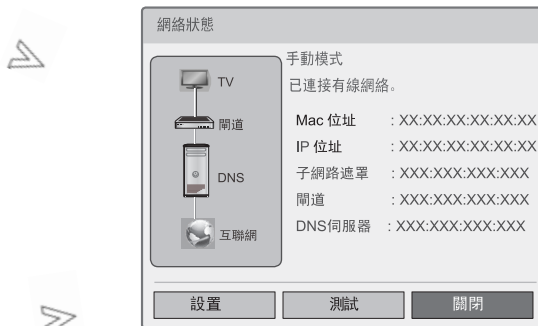 網絡狀態
手動模式
已連接有線網絡。
TV
閘道
DNS
互聯網
Mac 位址 : XX:XX:XX:XX:XX:XX
IP 位址 : XX:XX:XX:XX:XX:XX
子網路遮罩 : XXX:XXX:XXX:XXX
閘道 : XXX:XXX:XXX:XXX
DNS伺服器 : XXX:XXX:XXX:XXX
設置 測試 關閉